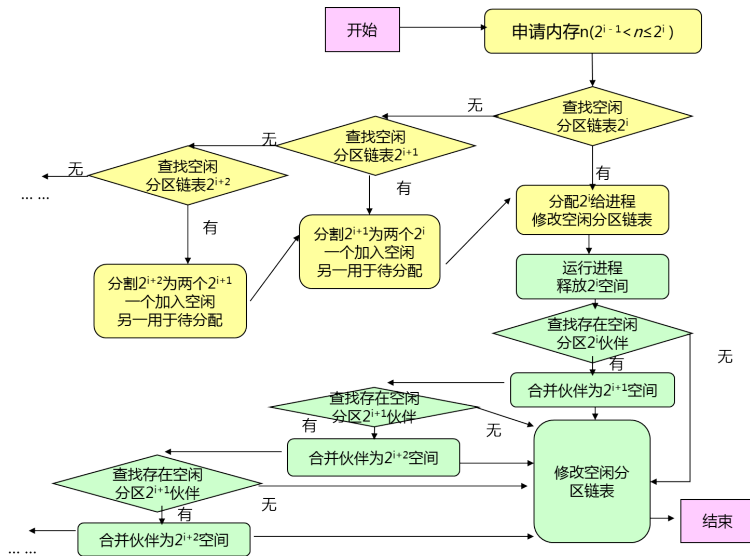 开始
申请内存n(2ⁱ⁻¹<n≤2ⁱ)
无
查找空闲
分区链表2ⁱ
无
查找空闲
分区链表2ⁱ⁺¹
无
查找空闲
分区链表2ⁱ⁺²
... ...
有
有
有
分配2ⁱ给进程
修改空闲分区链表
分割2ⁱ⁺¹为两个2ⁱ
一个加入空闲
另一用于待分配
分割2ⁱ⁺²为两个2ⁱ⁺¹
一个加入空闲
另一用于待分配
运行进程
释放2ⁱ空间
查找存在空闲
分区2ⁱ伙伴
无
有
合并伙伴为2ⁱ⁺¹空间
查找存在空闲
分区2ⁱ⁺¹伙伴
有
无
合并伙伴为2ⁱ⁺²空间
修改空闲分
区链表
查找存在空闲
分区2ⁱ⁺¹伙伴
无
有
合并伙伴为2ⁱ⁺²空间
... ...
结束